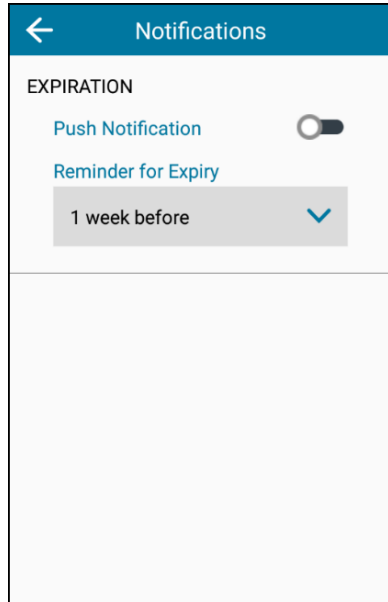 Notifications
EXPIRATION
Push Notification
Reminder for Expiry
1 week before